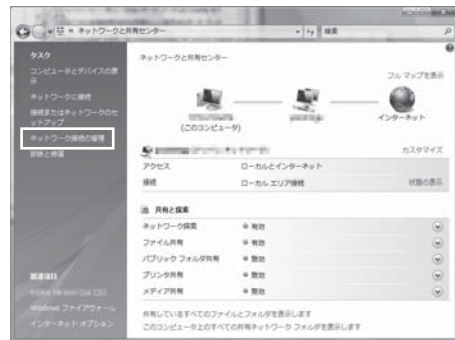 ネットワークと共有センター
検索
タスク
コンピュータとデバイスの表示
ネットワークに接続
接続またはネットワークのセットアップ
ネットワーク接続の管理
診断と修復
ネットワークと共有センター
フル マップを表示
(このコンピュータ)
インターネット
カスタマイズ
アクセス
ローカルとインターネット
接続
ローカル エリア接続
状態の表示
共有と探索
ネットワーク探索
有効
ファイル共有
有効
パブリック フォルダ共有
無効
プリンタ共有
無効
メディア共有
無効
関連項目
Windows ファイアウォール
インターネット オプション
共有しているすべてのファイルとフォルダを表示します
このコンピュータ上のすべての共有ネットワーク フォルダを表示します